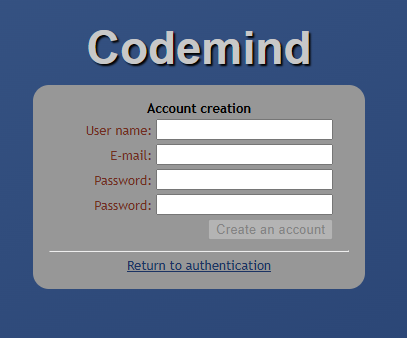 Codemind
Account creation
User name:
E-mail:
Password:
Password:
Create an account
Return to authentication